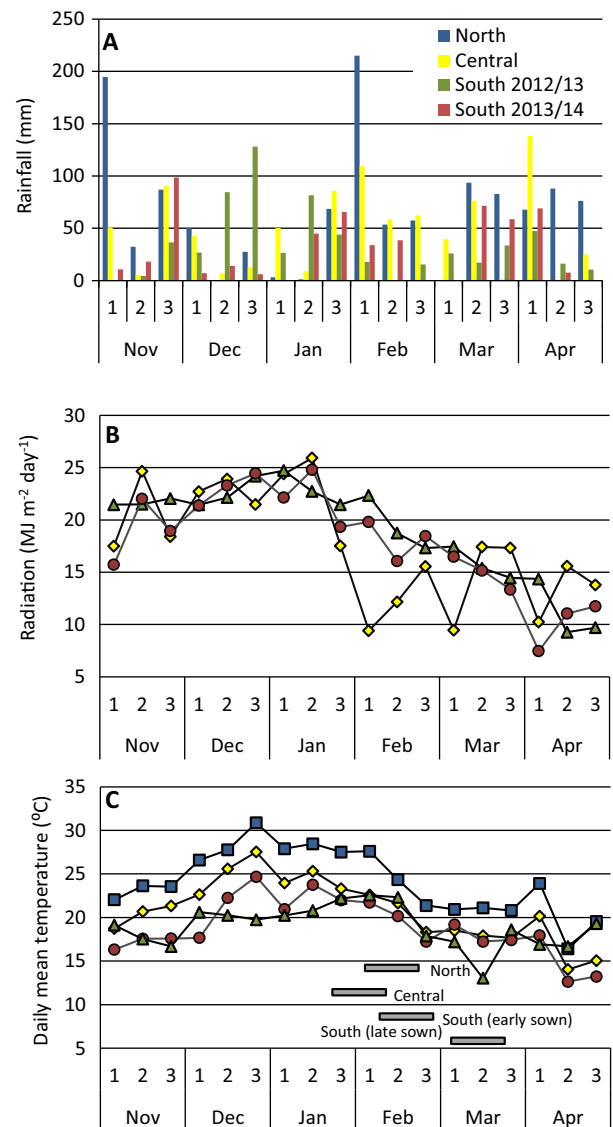 A
Rainfall (mm)
250
200
150
100
50
0
North
Central
South 2012/13
South 2013/14
1 2 3 1 2 3 1 2 3 1 2 3 1 2 3 1 2 3
Nov Dec Jan Feb Mar Apr
B
Radiation (MJ m⁻² day⁻¹)
30
25
20
15
10
5
1 2 3 1 2 3 1 2 3 1 2 3 1 2 3 1 2 3
Nov Dec Jan Feb Mar Apr
C
Daily mean temperature (⁰C)
35
30
25
20
15
10
5
North
Central
South (early sown)
South (late sown)
1 2 3 1 2 3 1 2 3 1 2 3 1 2 3 1 2 3
Nov Dec Jan Feb Mar Apr